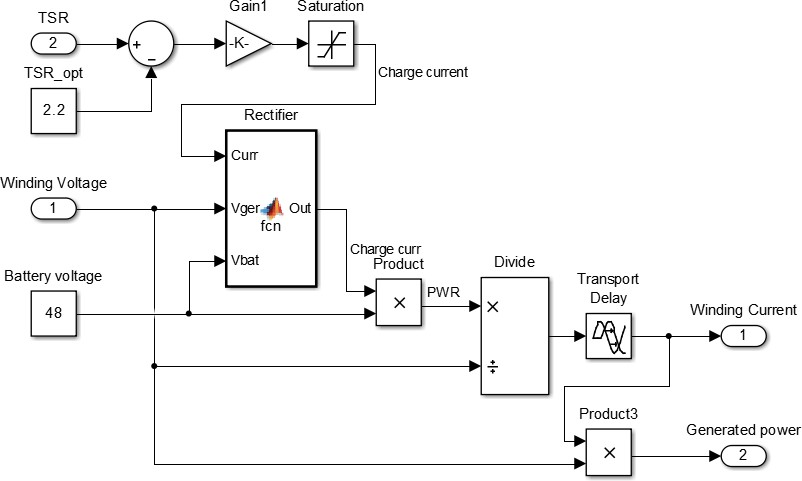 TSR
2
+
−
Gain1
-K-
Saturation
TSR_opt
2.2
Charge current
Rectifier
Curr
Winding Voltage
1
Vger
fcn
Out
Vbat
Battery voltage
48
Charge curr
Product
×
PWR
Divide
×
÷
Transport
Delay
Winding Current
1
Product3
×
Generated power
2